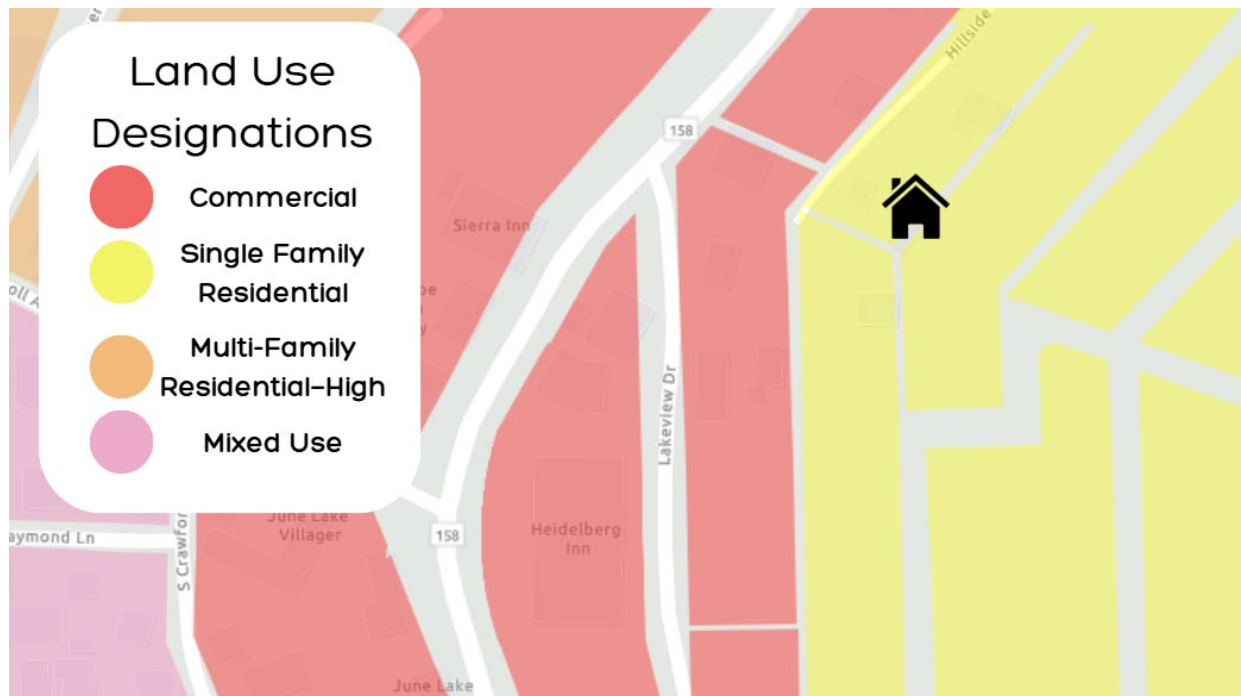 Land Use
Designations
Commercial
Single Family
Residential
Multi-Family
Residential–High
Mixed Use
Hillside
158
Sierra Inn
Lakeview Dr
June Lake
Villager
158
Heidelberg
Inn
aymond Ln
S Crawfor
June Lake